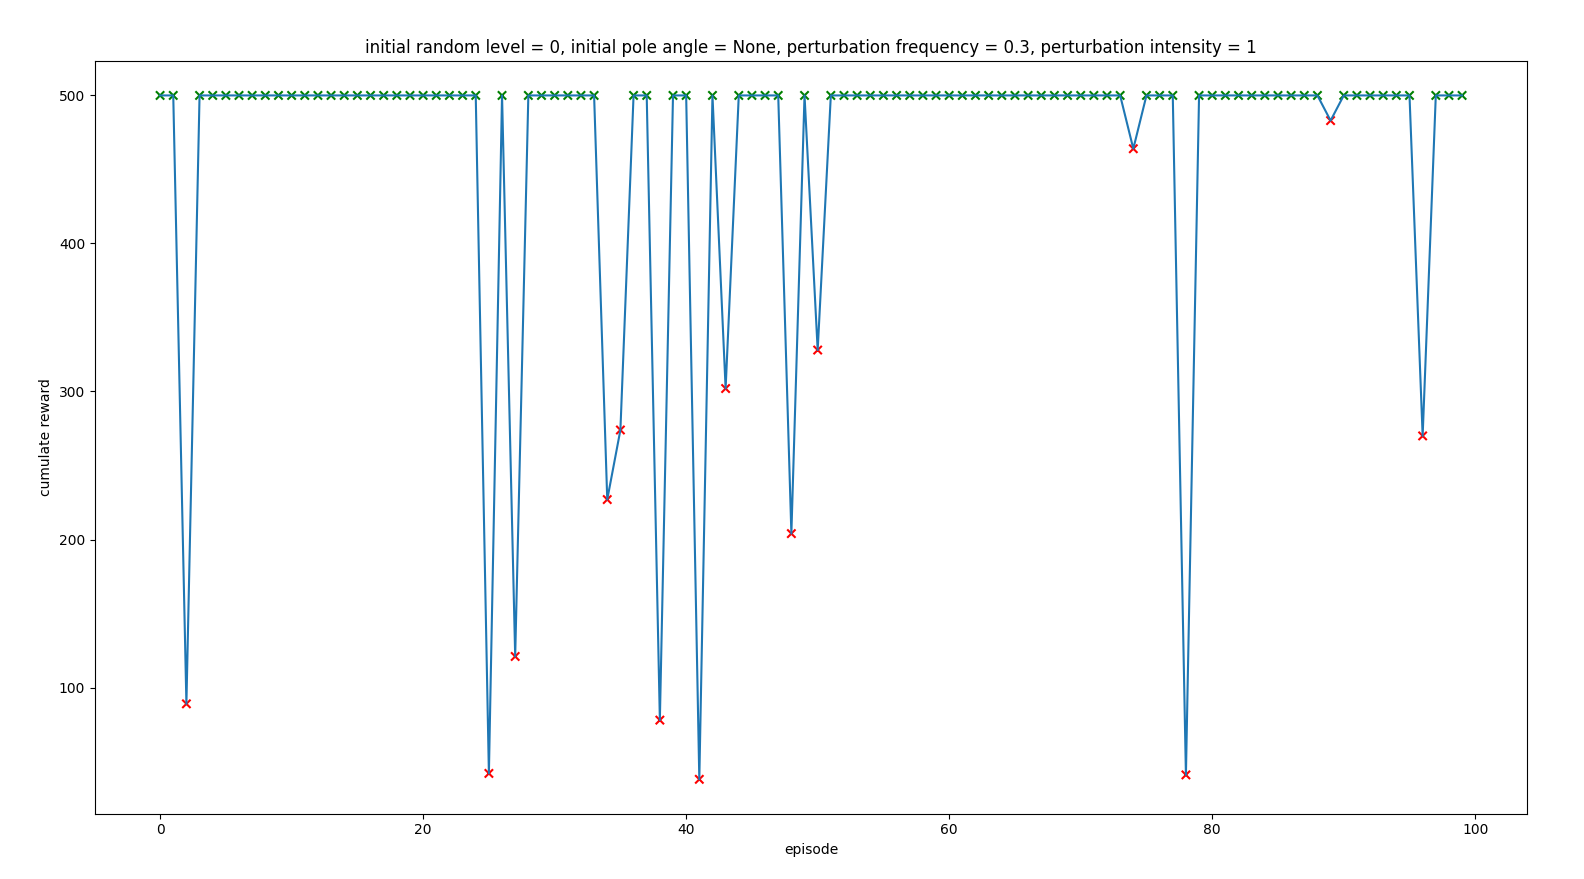 initial random level = 0, initial pole angle = None, perturbation frequency = 0.3, perturbation intensity = 1
500
400
300
200
100
cumulate reward
0 20 40 60 80 100
episode